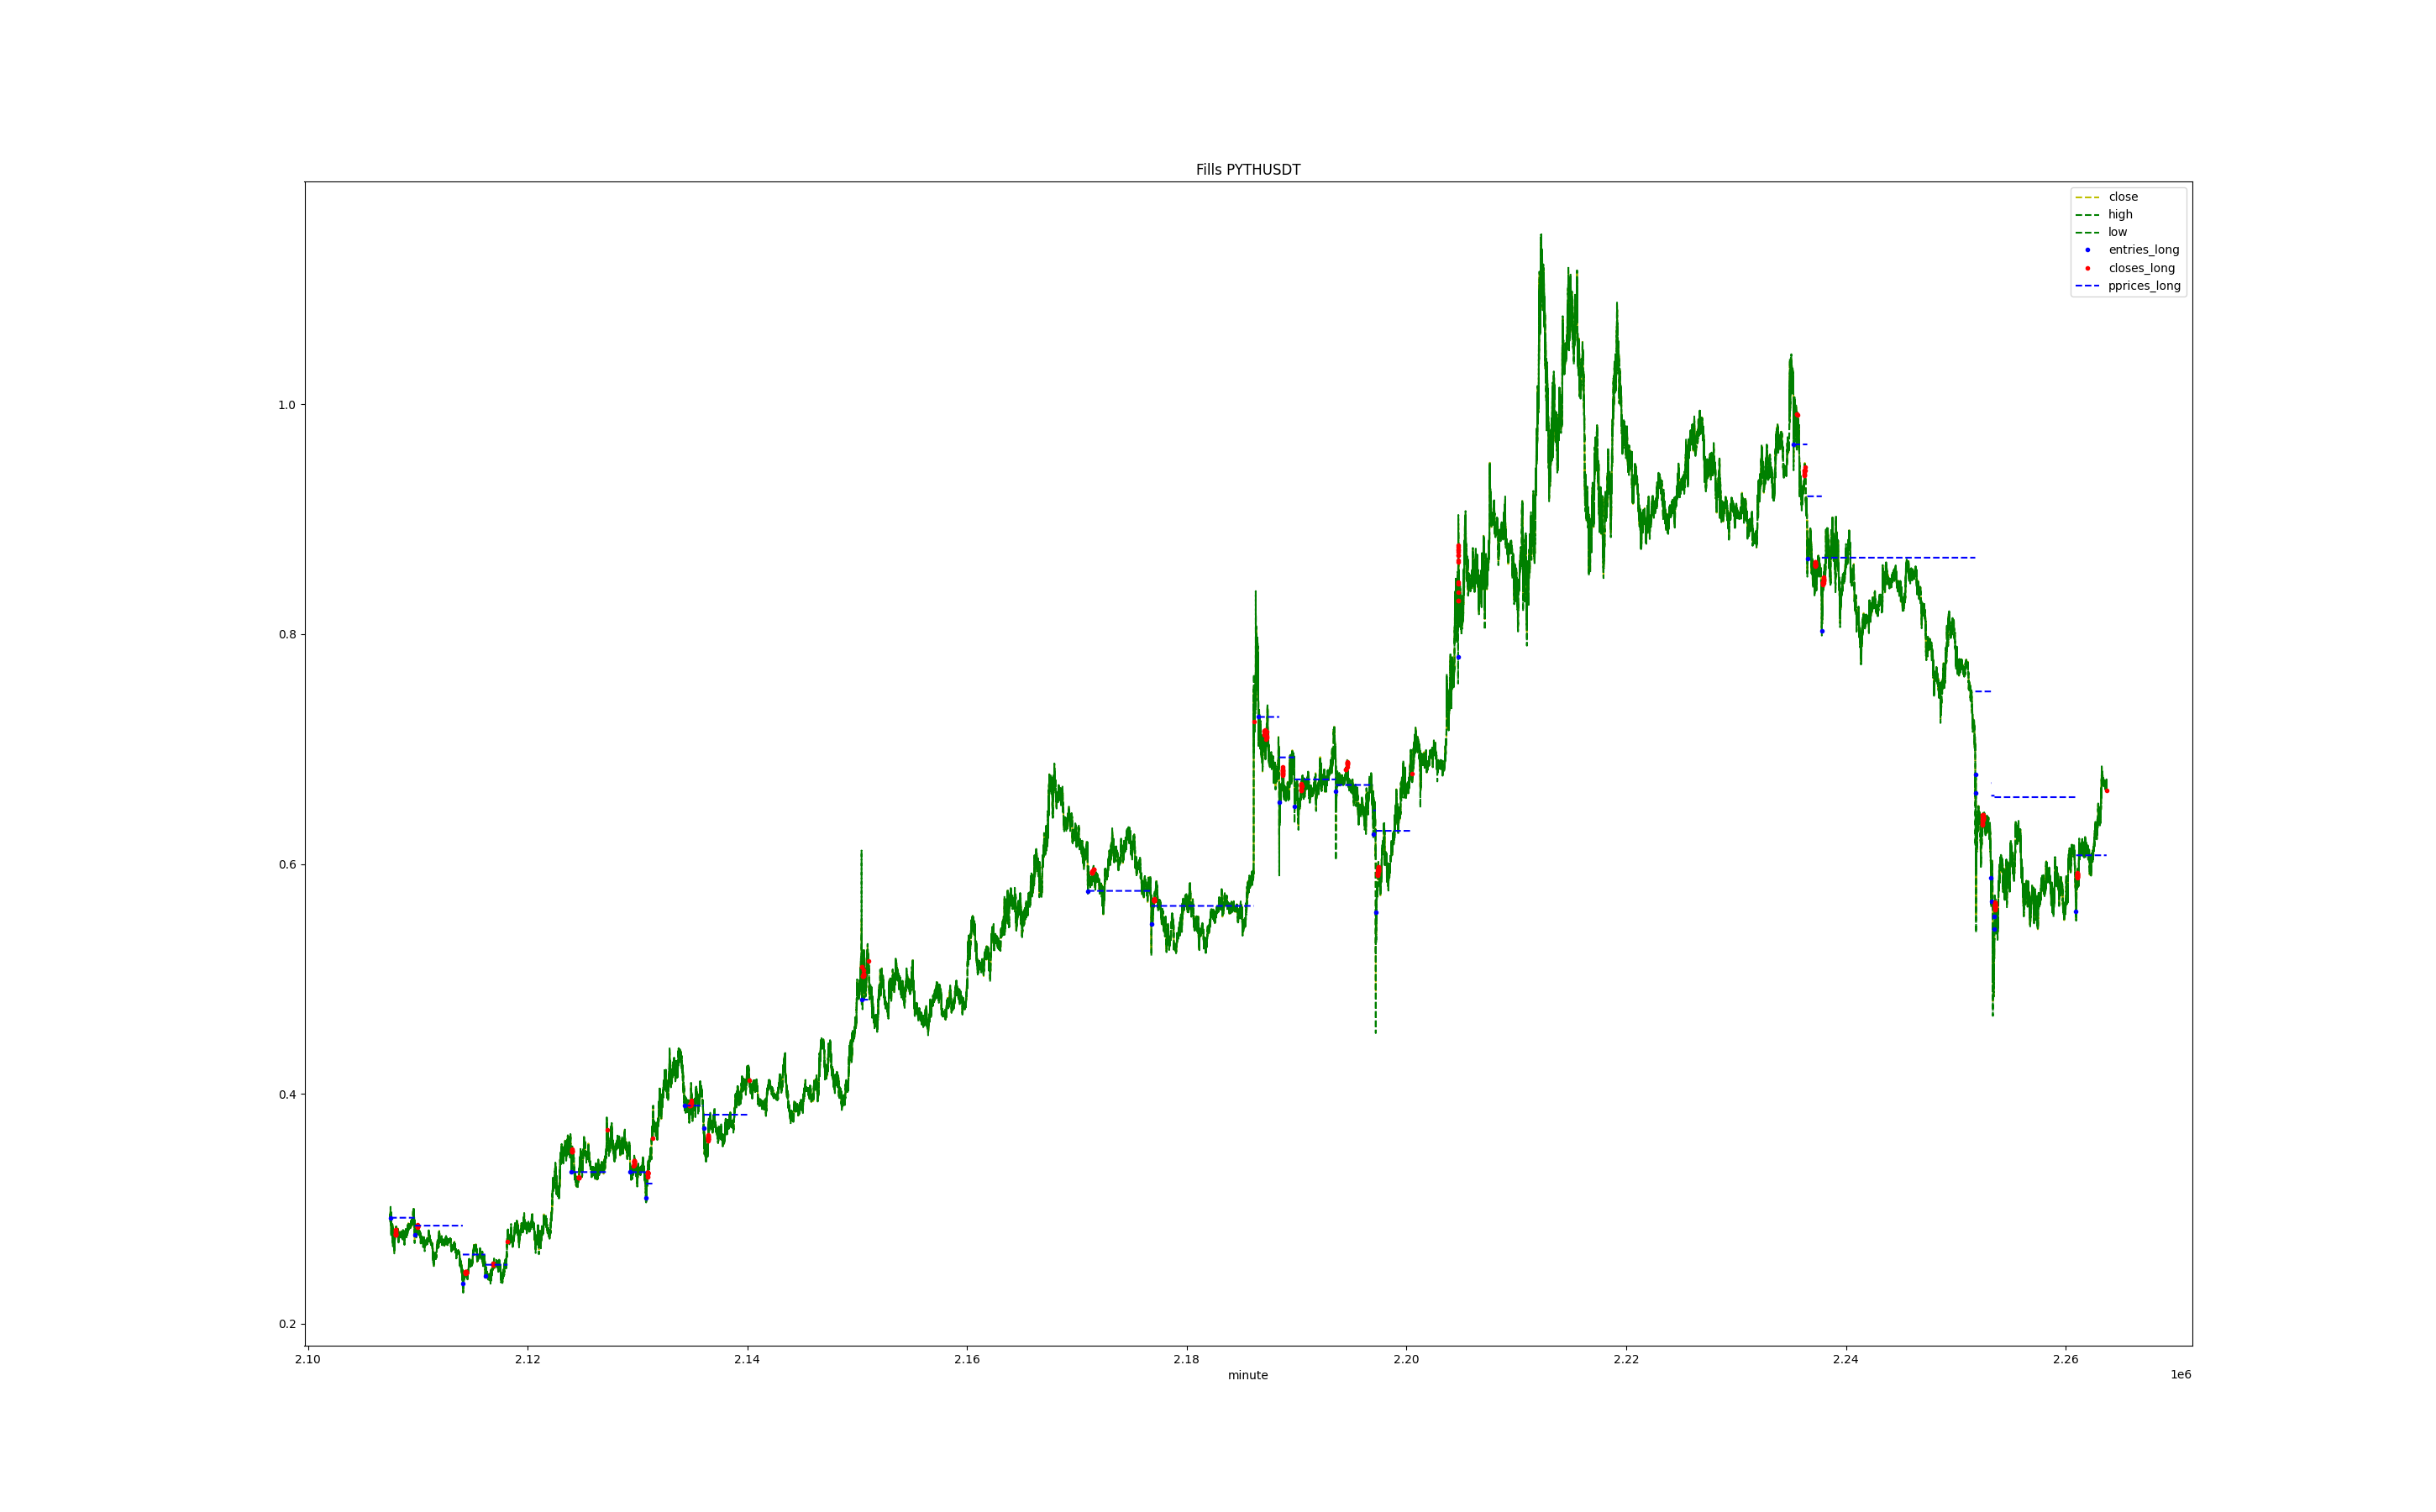 Fills PYTHUSDT
close
high
low
entries_long
closes_long
pprices_long
1.0
0.8
0.6
0.4
0.2
2.10 2.12 2.14 2.16 2.18 2.20 2.22 2.24 2.26
minute
1e6